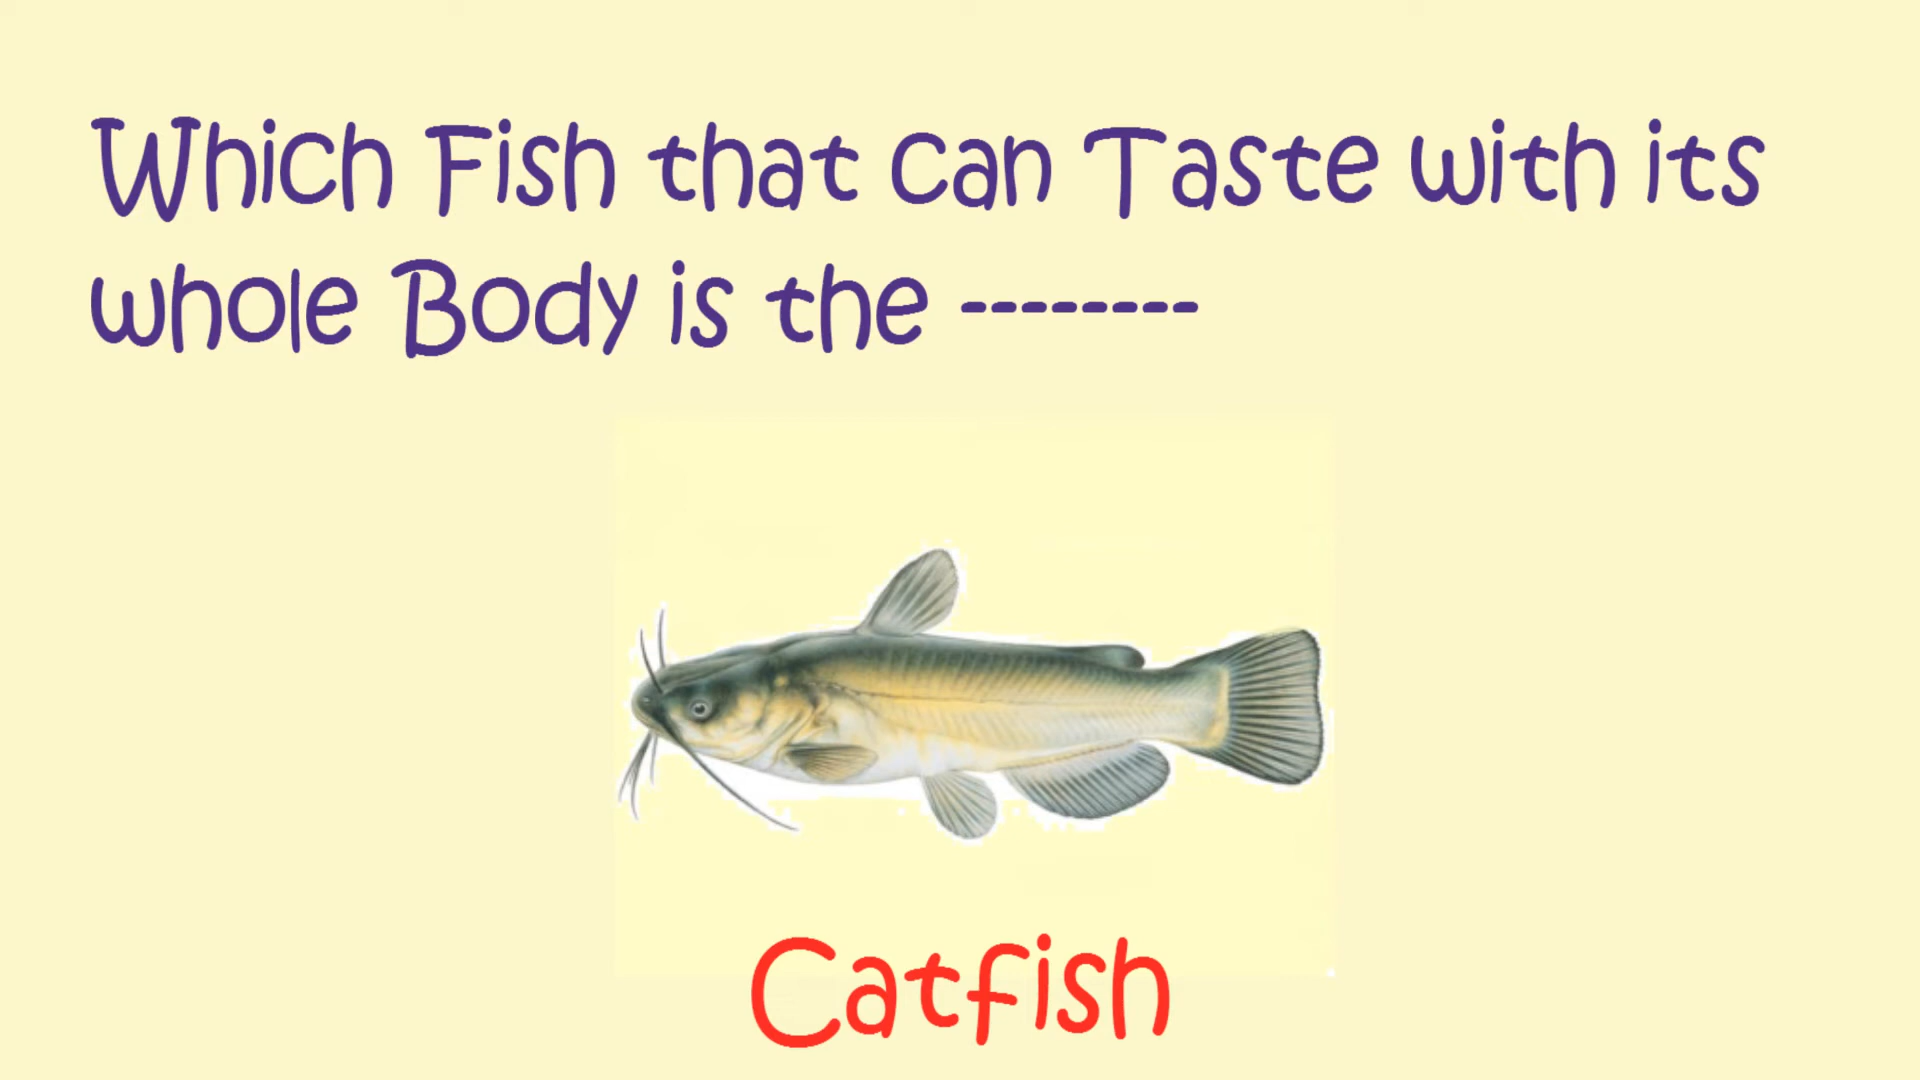 Which Fish that can Taste with its
whole Body is the --------
Catfish